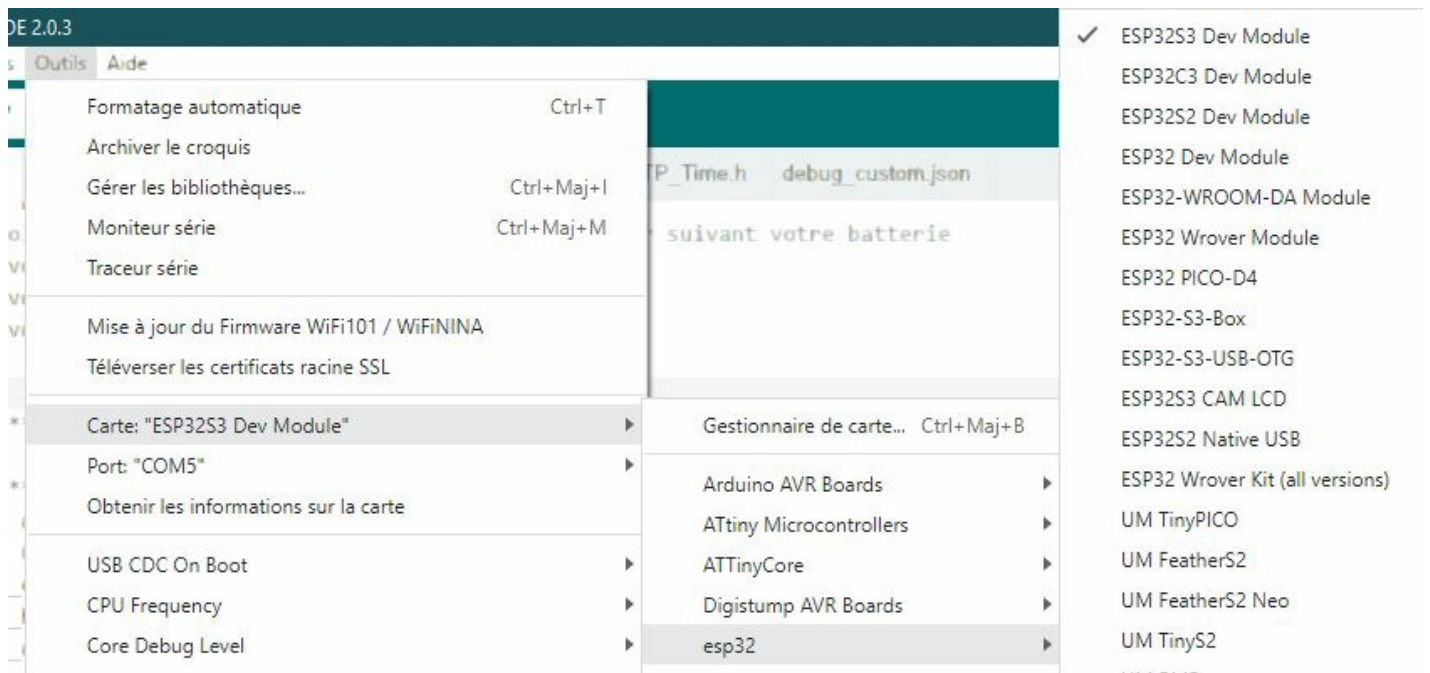 DE 2.0.3
Outils Aide
Formatage automatique Ctrl+T
Archiver le croquis
Gérer les bibliothèques... Ctrl+Maj+I
Moniteur série Ctrl+Maj+M
Traceur série
Mise à jour du Firmware WiFi101 / WiFiNINA
Téléverser les certificats racine SSL
Carte: "ESP32S3 Dev Module"
Port: "COM5"
Obtenir les informations sur la carte
USB CDC On Boot
CPU Frequency
Core Debug Level
TP_Time.h debug_custom.json
suivant votre batterie
Gestionnaire de carte... Ctrl+Maj+B
Arduino AVR Boards
ATtiny Microcontrollers
ATTinyCore
Digistump AVR Boards
esp32
ESP32S3 Dev Module
ESP32C3 Dev Module
ESP32S2 Dev Module
ESP32 Dev Module
ESP32-WROOM-DA Module
ESP32 Wrover Module
ESP32 PICO-D4
ESP32-S3-Box
ESP32-S3-USB-OTG
ESP32S3 CAM LCD
ESP32S2 Native USB
ESP32 Wrover Kit (all versions)
UM TinyPICO
UM FeatherS2
UM FeatherS2 Neo
UM TinyS2